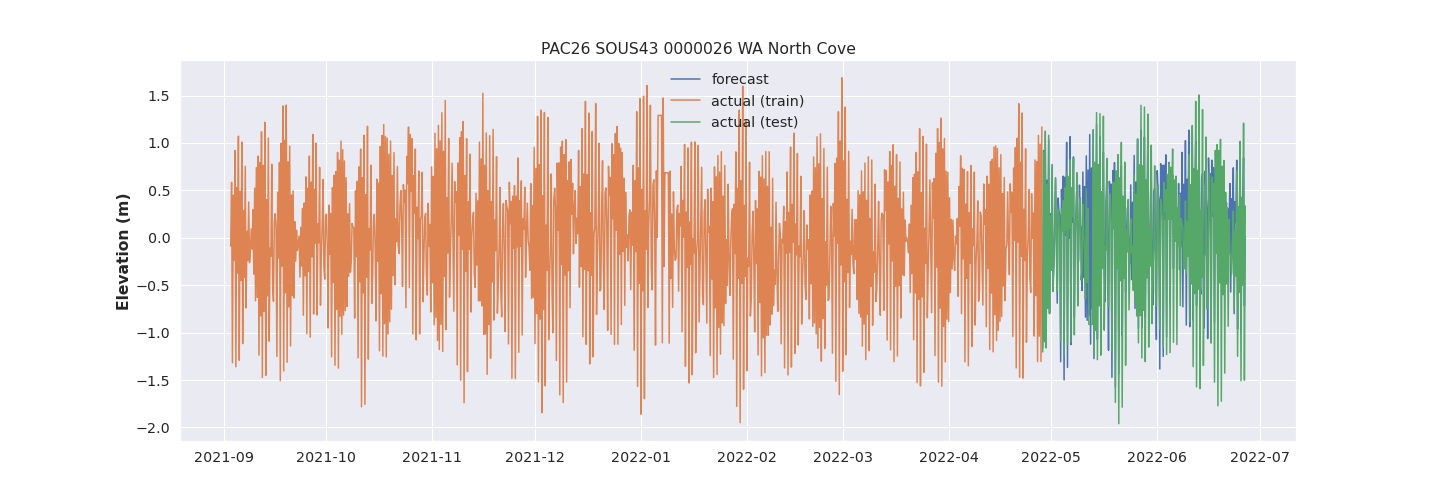 PAC26 SOUS43 0000026 WA North Cove
forecast
actual (train)
actual (test)
Elevation (m)
1.5
1.0
0.5
0.0
−0.5
−1.0
−1.5
−2.0
2021-09 2021-10 2021-11 2021-12 2022-01 2022-02 2022-03 2022-04 2022-05 2022-06 2022-07